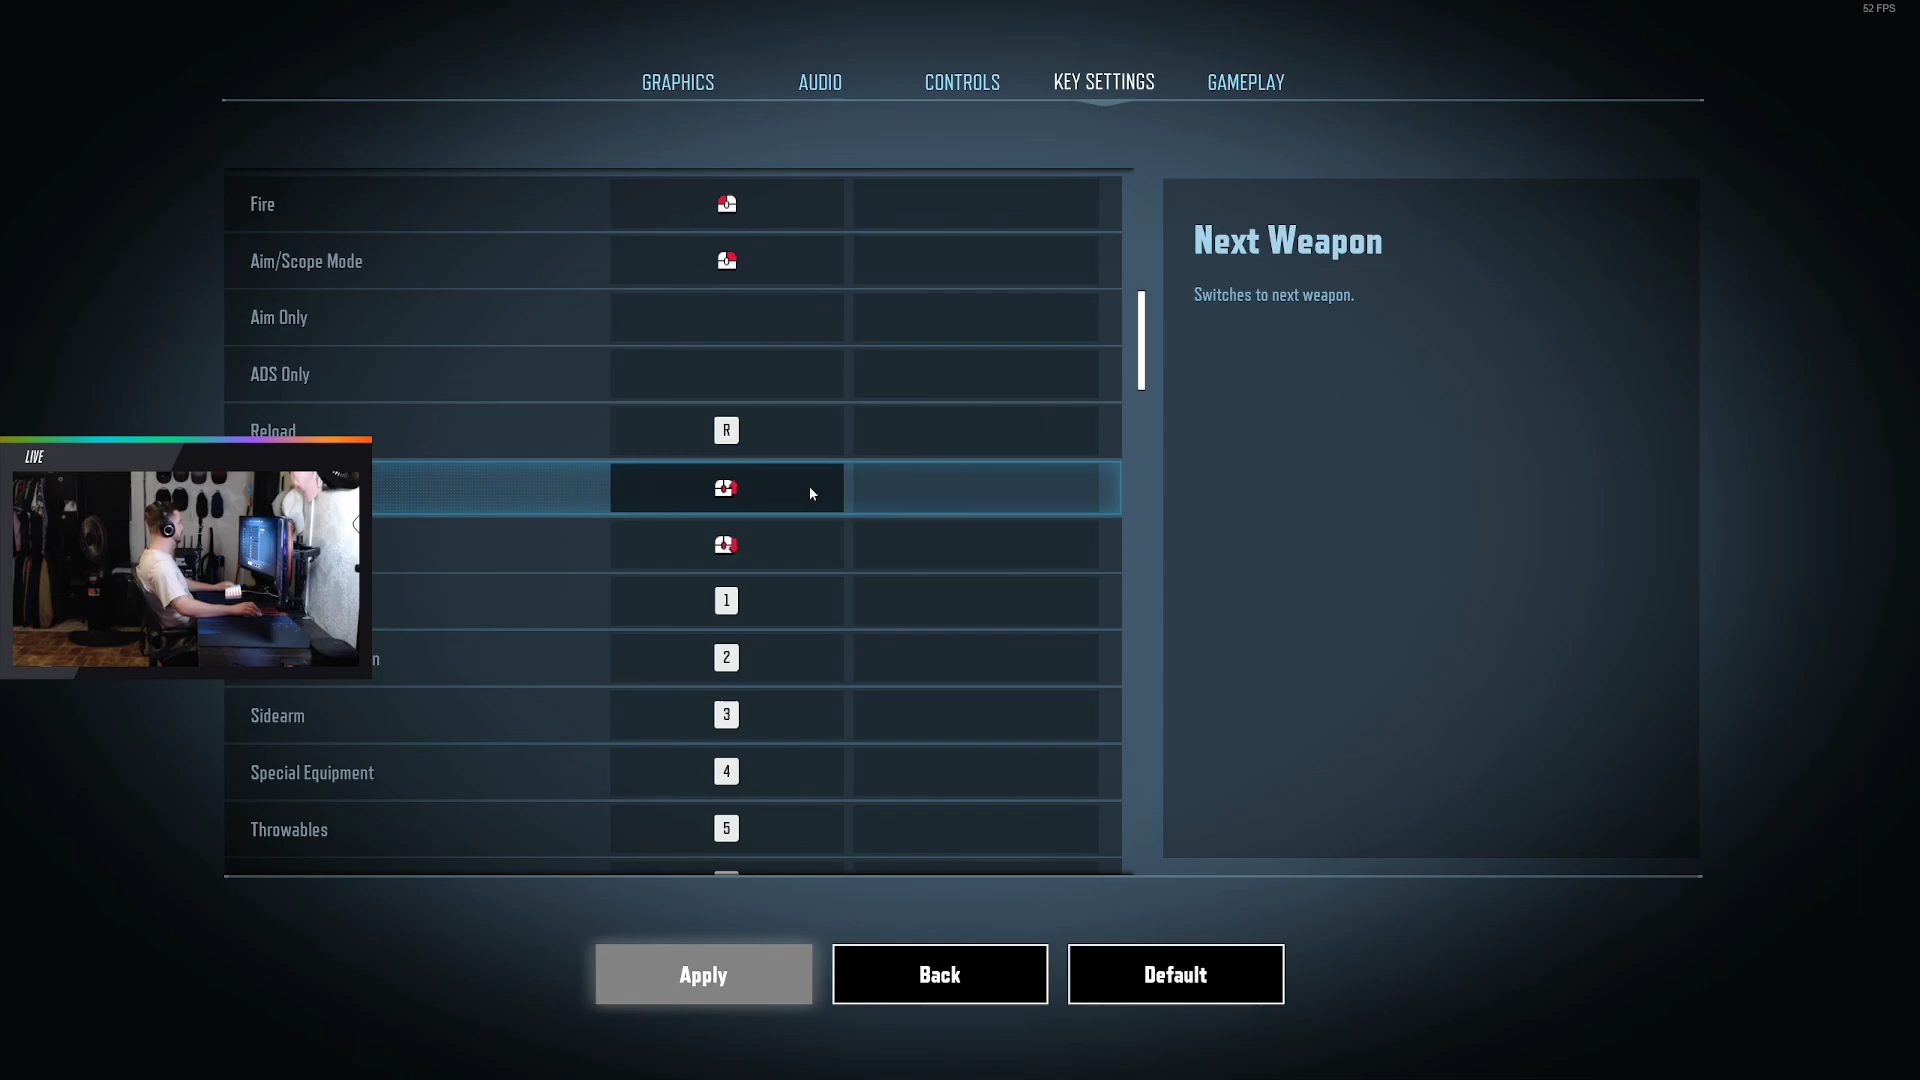 52 FPS
GRAPHICS
AUDIO
CONTROLS
KEY SETTINGS
GAMEPLAY
Fire
Aim/Scope Mode
Aim Only
ADS Only
Reload
R
LIVE
1
n
2
Sidearm
3
Special Equipment
4
Throwables
5
Next Weapon
Switches to next weapon.
Apply
Back
Default